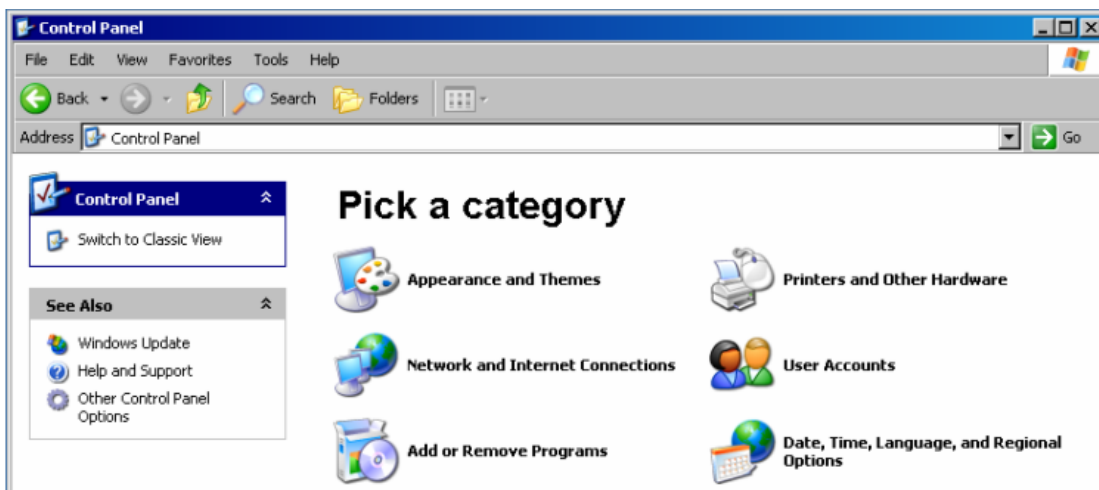 Control Panel
File Edit View Favorites Tools Help
Back Search Folders
Address Control Panel Go
Control Panel
Switch to Classic View
See Also
Windows Update
Help and Support
Other Control Panel
Options
Pick a category
Appearance and Themes
Printers and Other Hardware
Network and Internet Connections
User Accounts
Add or Remove Programs
Date, Time, Language, and Regional
Options